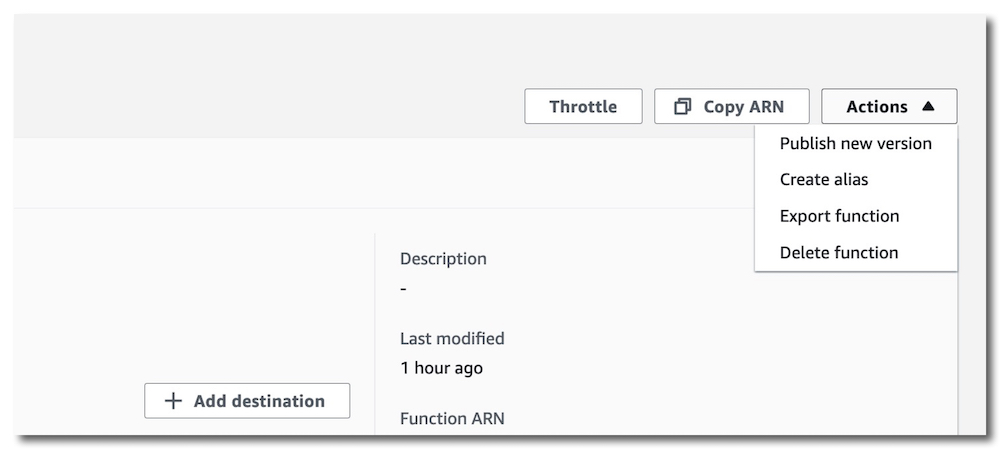 Throttle
Copy ARN
Actions
Publish new version
Create alias
Export function
Delete function
Description
-
Last modified
1 hour ago
Add destination
Function ARN